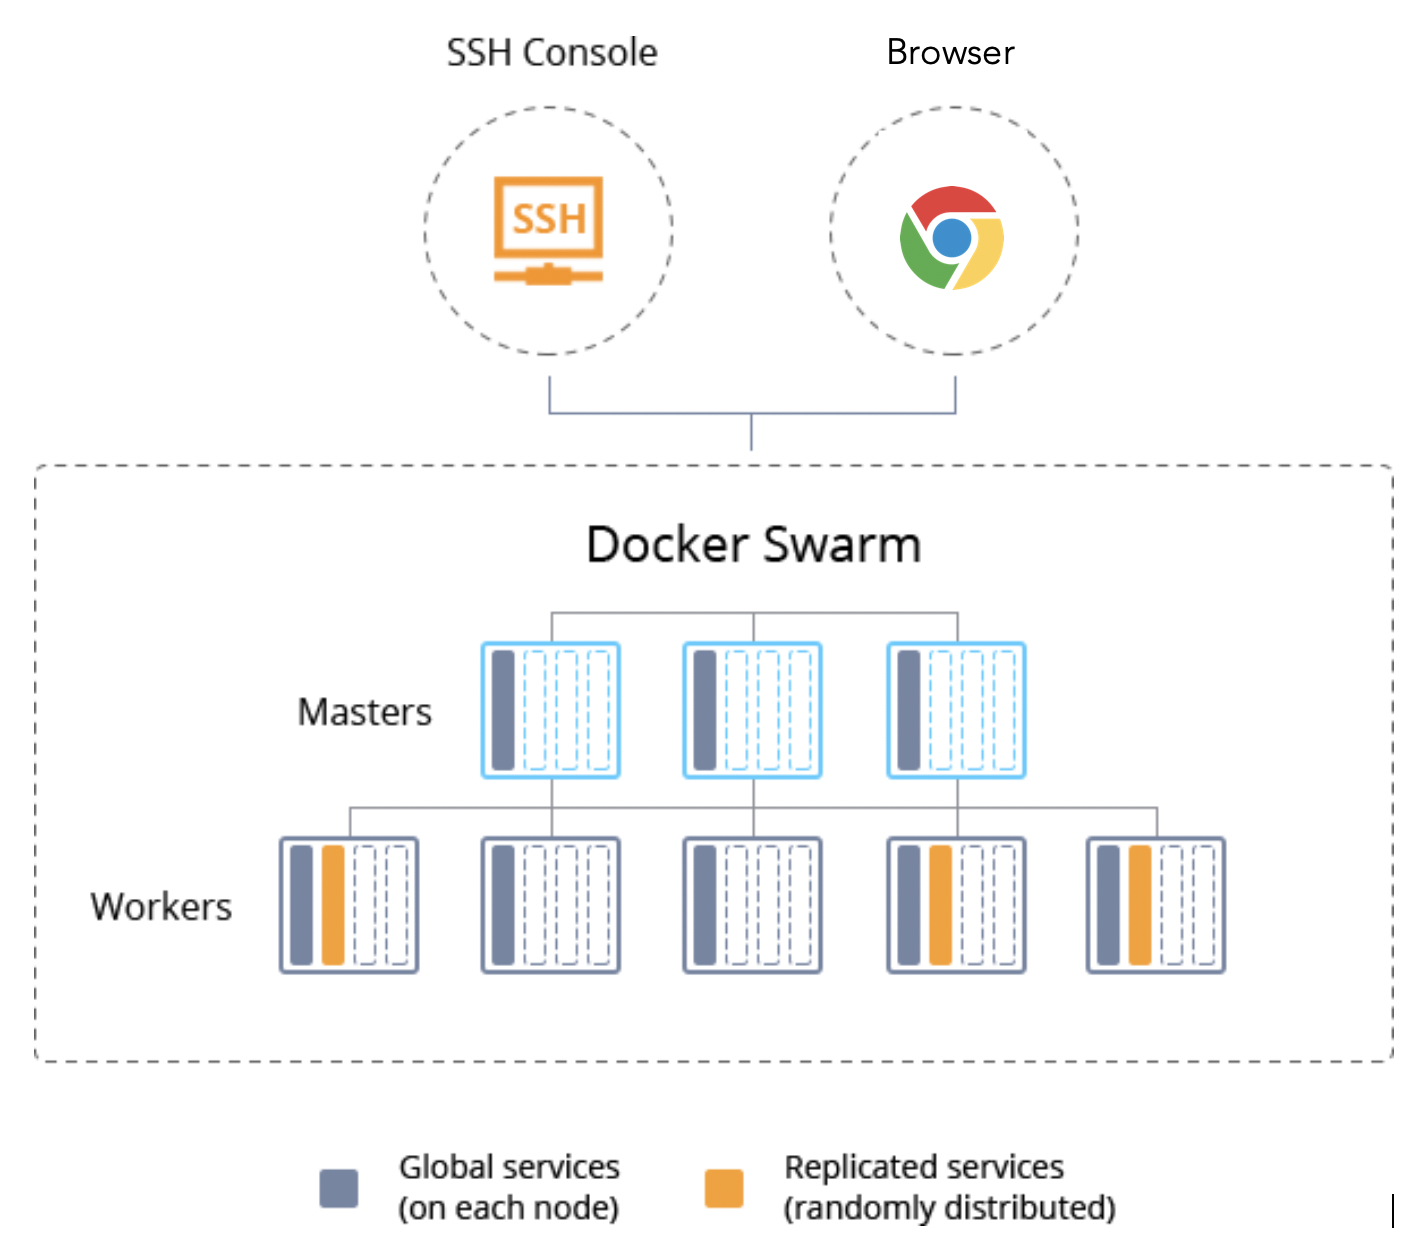 SSH Console
Browser
SSH
Docker Swarm
Masters
Workers
Global services
(on each node)
Replicated services
(randomly distributed)